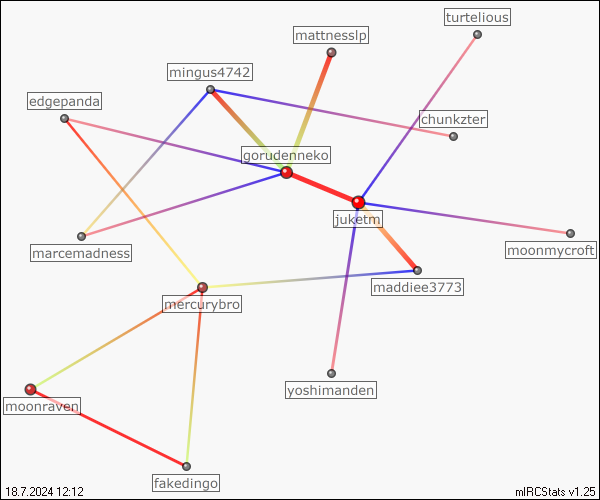 turtelious
mattnesslp
mingus4742
edgepanda
chunkzter
gorudenneko
juketm
marcemadness
moonmycroft
maddiee3773
mercurybro
yoshimanden
moonraven
fakedingo
18.7.2024 12:12
mIRCStats v1.25